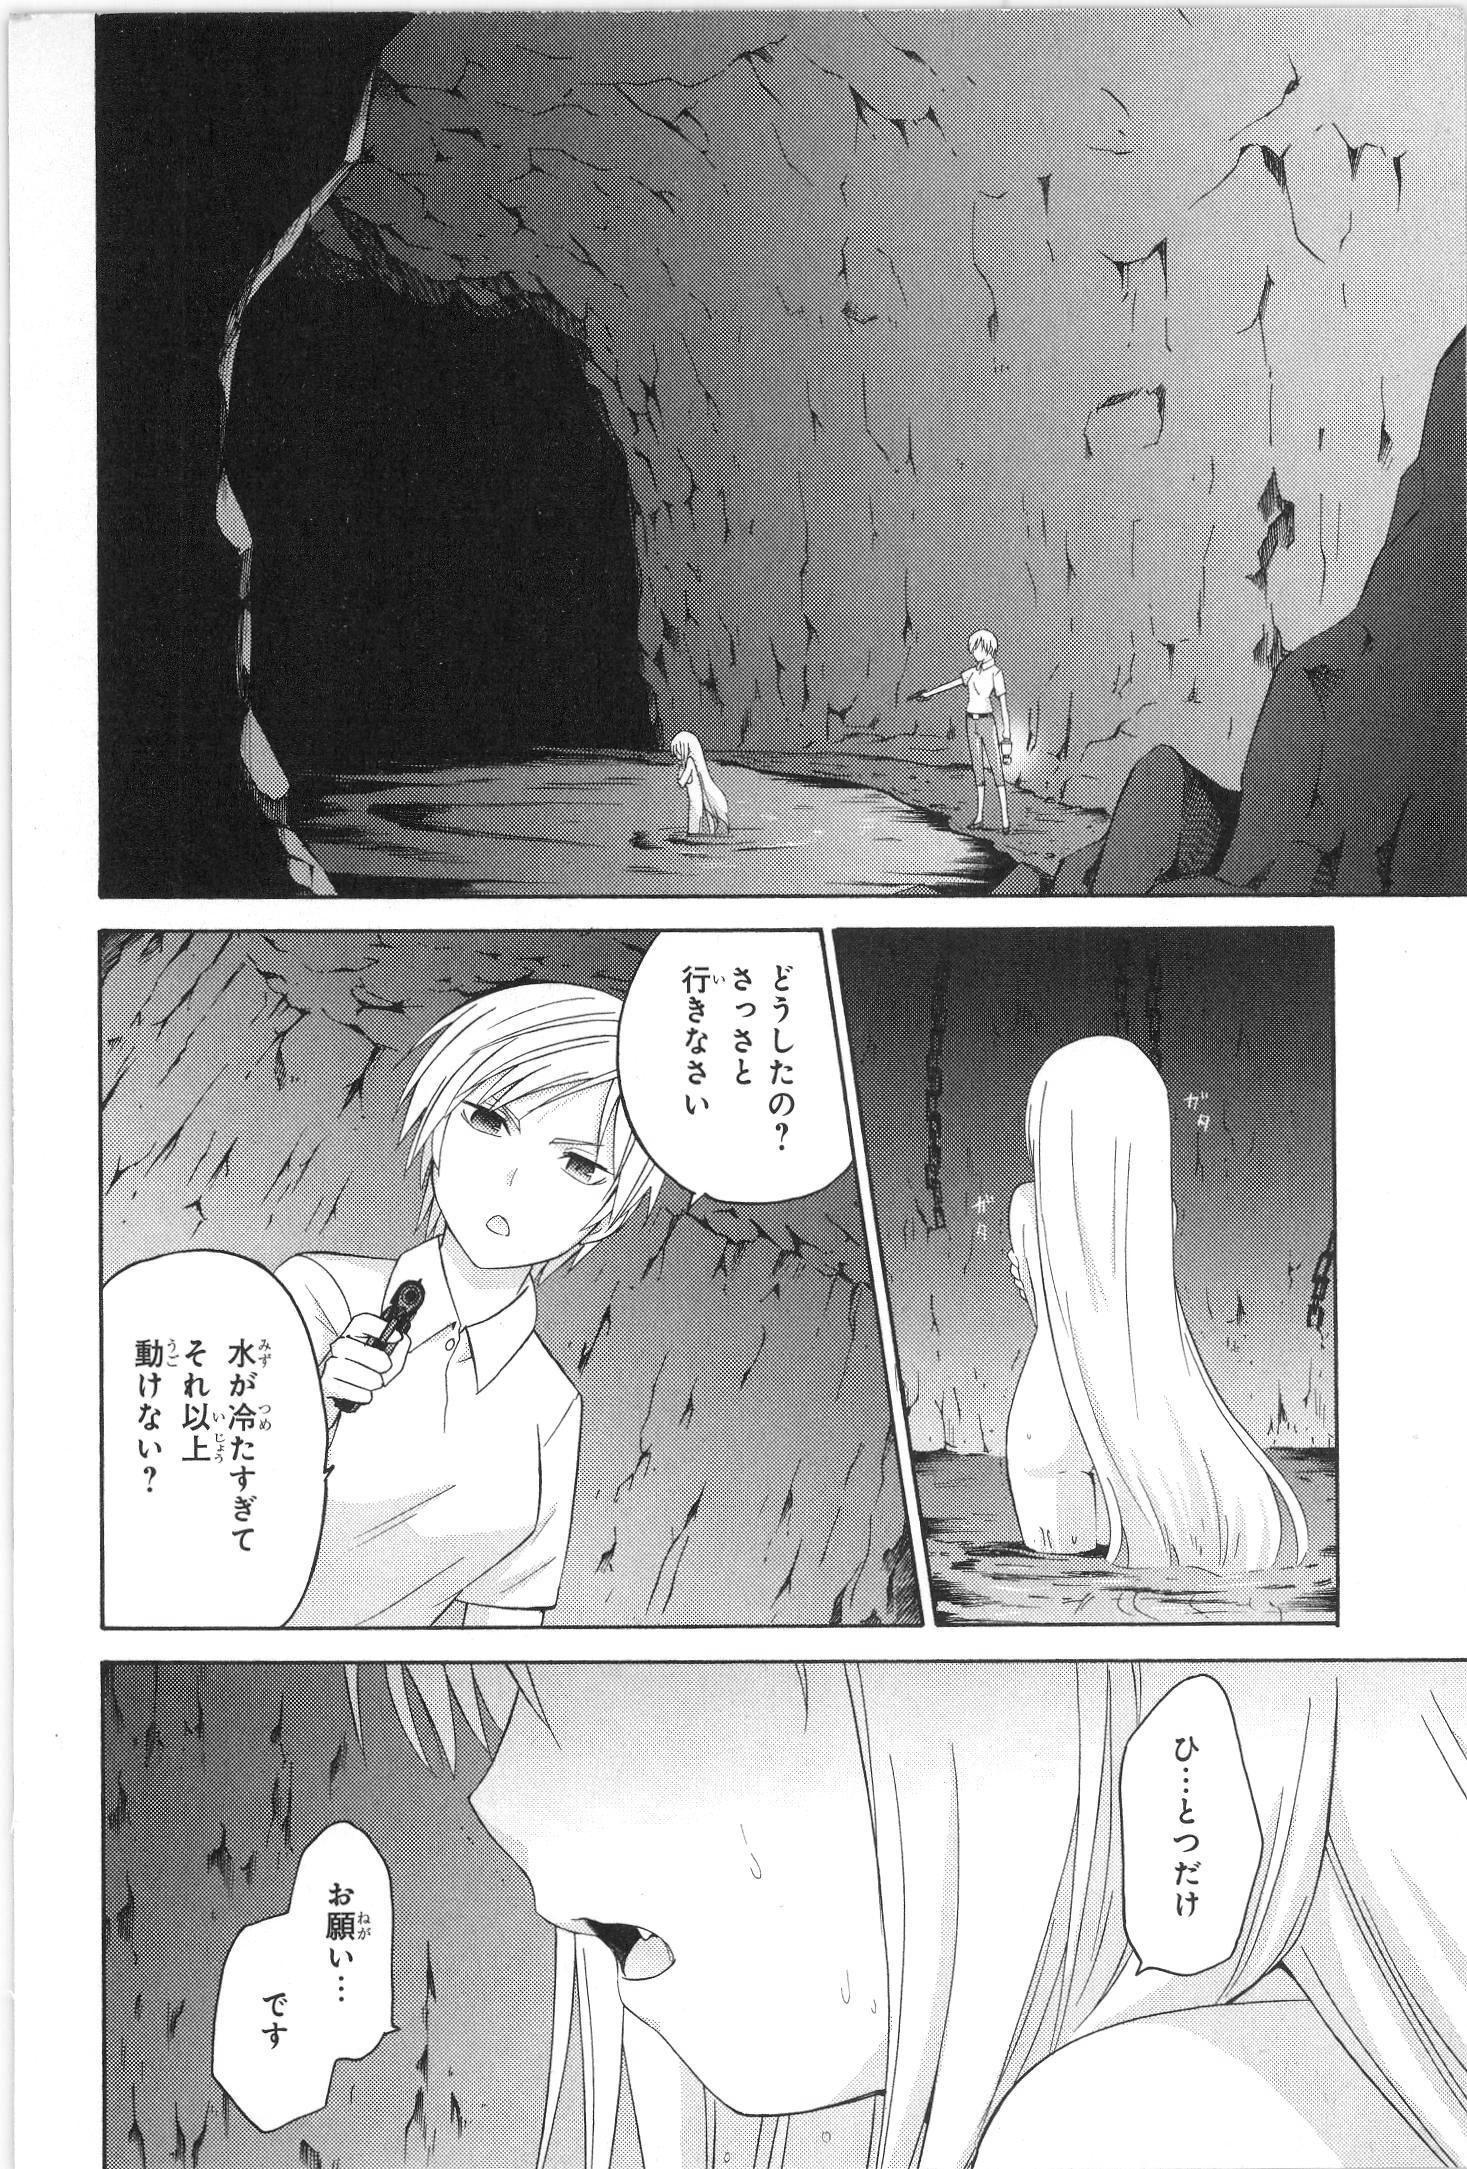 ガタ
ガタ
どうしたの？
さっさと
行きなさい
水が冷たすぎて
それ以上
動けない？
ひ…とつだけ
お願い…
です